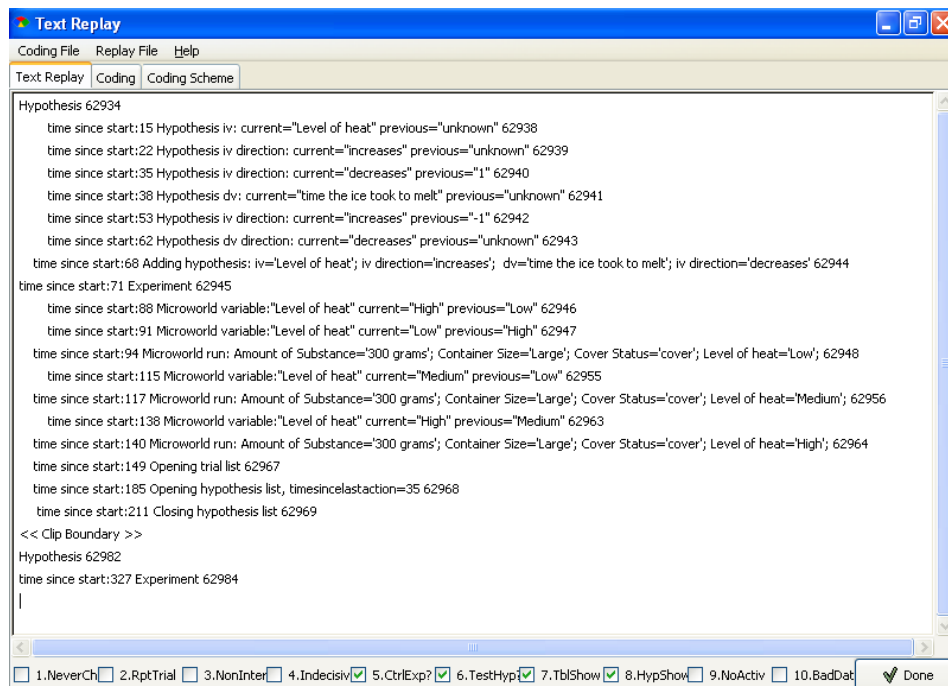 Text Replay
Coding File Replay File Help
Text Replay Coding Coding Scheme
Hypothesis 62934
time since start:15 Hypothesis iv: current="Level of heat" previous="unknown" 62938
time since start:22 Hypothesis iv direction: current="increases" previous="unknown" 62939
time since start:35 Hypothesis iv direction: current="decreases" previous="1" 62940
time since start:38 Hypothesis dv: current="time the ice took to melt" previous="unknown" 62941
time since start:53 Hypothesis iv direction: current="increases" previous="-1" 62942
time since start:62 Hypothesis dv direction: current="decreases" previous="unknown" 62943
time since start:68 Adding hypothesis: iv='Level of heat'; iv direction='increases'; dv='time the ice took to melt'; iv direction='decreases' 62944
time since start:71 Experiment 62945
time since start:88 Microworld variable:"Level of heat" current="High" previous="Low" 62946
time since start:91 Microworld variable:"Level of heat" current="Low" previous="High" 62947
time since start:94 Microworld run: Amount of Substance='300 grams'; Container Size='Large'; Cover Status='cover'; Level of heat='Low'; 62948
time since start:115 Microworld variable:"Level of heat" current="Medium" previous="Low" 62955
time since start:117 Microworld run: Amount of Substance='300 grams'; Container Size='Large'; Cover Status='cover'; Level of heat='Medium'; 62956
time since start:138 Microworld variable:"Level of heat" current="High" previous="Medium" 62963
time since start:140 Microworld run: Amount of Substance='300 grams'; Container Size='Large'; Cover Status='cover'; Level of heat='High'; 62964
time since start:149 Opening trial list 62967
time since start:185 Opening hypothesis list, timesincelastaction=35 62968
time since start:211 Closing hypothesis list 62969
<< Clip Boundary >>
Hypothesis 62982
time since start:327 Experiment 62984
1.NeverCh 2.RptTrial 3.NonInter 4.Indecisiv 5.CtrlExp? 6.TestHyp? 7.TblShow 8.HypShow 9.NoActiv 10.BadDat Done